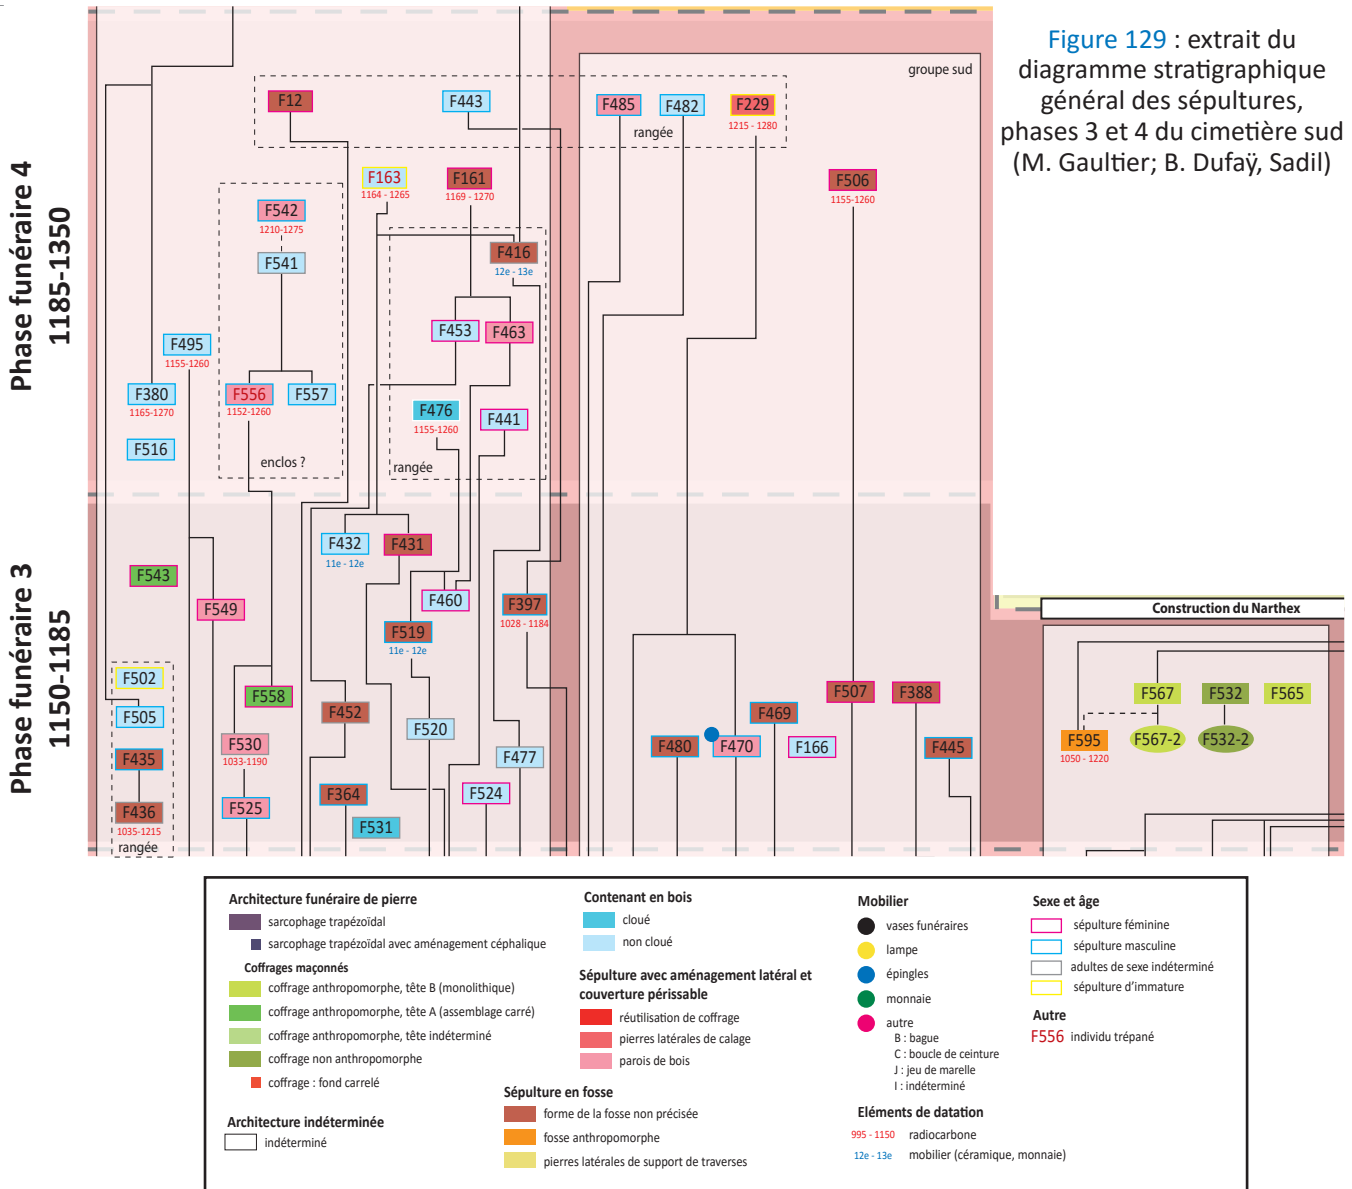 Figure 129 : extrait du
diagramme stratigraphique
général des sépultures,
phases 3 et 4 du cimetière sud
(M. Gaultier; B. Dufaÿ, Sadil)
Phase funéraire 4
1185-1350
groupe sud
F12
F443
F485
F482
F229
1215 - 1280
rangée
F163
1164 - 1265
F161
1169 - 1270
F506
1155-1260
F542
1210-1275
F541
F416
12e - 13e
F453
F463
F495
1155-1260
F380
1165-1270
F556
1152-1260
F557
F476
1155-1260
F441
F516
enclos ?
rangée
Phase funéraire 3
1150-1185
F432
11e - 12e
F431
F543
F549
F460
F397
1028 - 1184
F519
11e - 12e
Construction du Narthex
F502
F558
F505
F452
F520
F507
F388
F567
F532
F565
F435
F530
1033-1190
F477
F480
F470
F469
F166
F445
F595
1050 - 1220
F567-2
F532-2
F436
1035-1215
rangée
F525
F364
F531
F524
Architecture funéraire de pierre
sarcophage trapézoïdal
sarcophage trapézoïdal avec aménagement céphalique
Coffrages maçonnés
coffrage anthropomorphe, tête B (monolithique)
coffrage anthropomorphe, tête A (assemblage carré)
coffrage anthropomorphe, tête indéterminé
coffrage non anthropomorphe
coffrage : fond carrelé
Architecture indéterminée
indéterminé
Contenant en bois
cloué
non cloué
Sépulture avec aménagement latéral et
couverture périssable
réutilisation de coffrage
pierres latérales de calage
parois de bois
Sépulture en fosse
forme de la fosse non précisée
fosse anthropomorphe
pierres latérales de support de traverses
Mobilier
vases funéraires
lampe
épingles
monnaie
autre
B : bague
C : boucle de ceinture
J : jeu de marelle
I : indéterminé
Eléments de datation
995 - 1150 radiocarbone
12e - 13e mobilier (céramique, monnaie)
Sexe et âge
sépulture féminine
sépulture masculine
adultes de sexe indéterminé
sépulture d'immature
Autre
F556 individu trépané